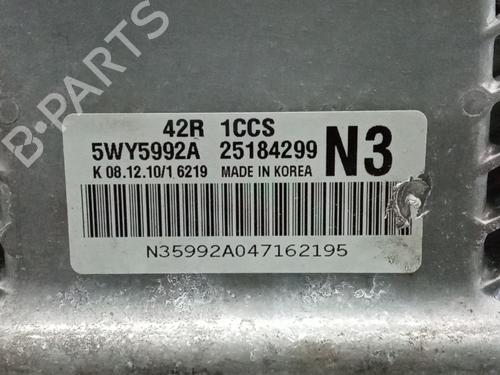 B-PARTS
42R 1CCS
5WY5992A 25184299 N3
K 08.12.10/1 6219 MADE IN KOREA
N35992A047162195